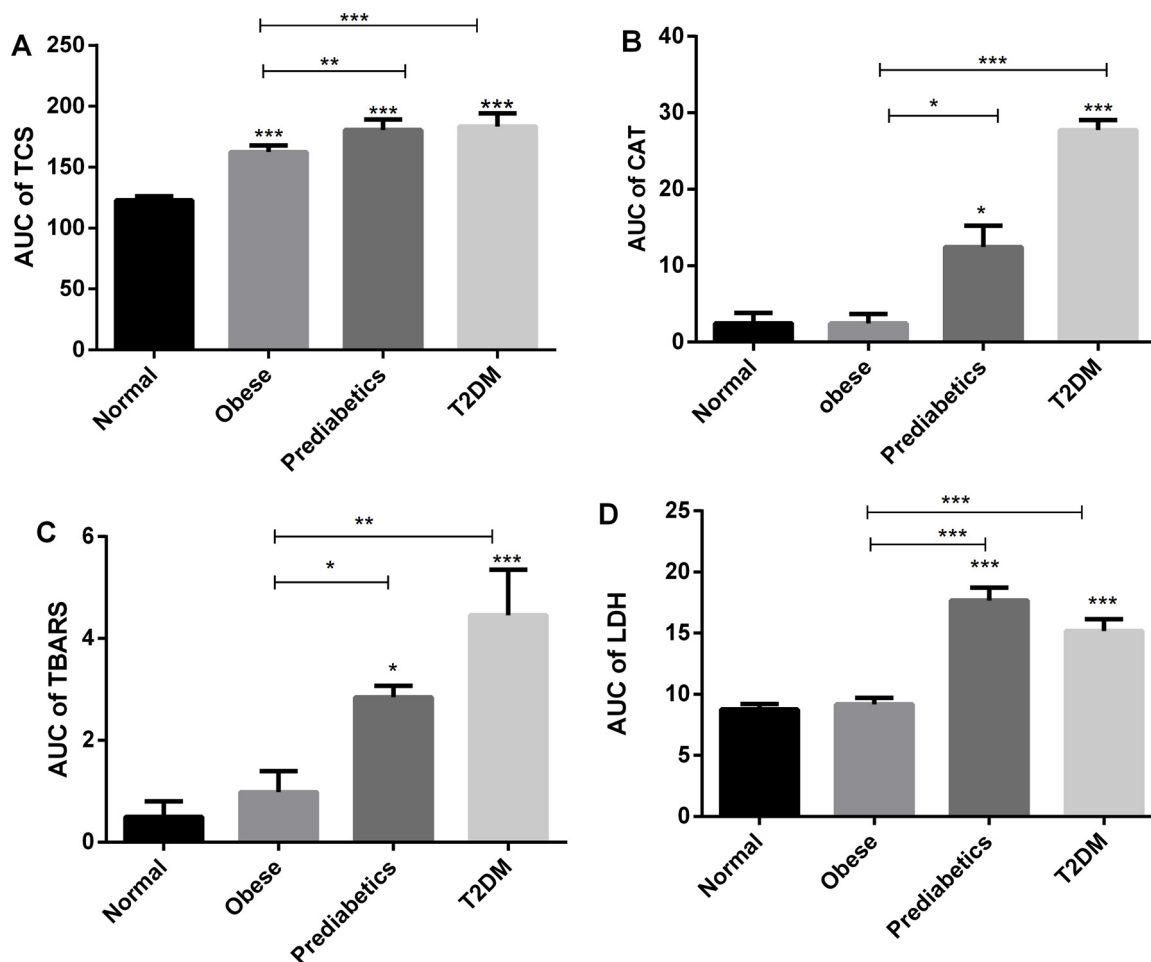 A
AUC of TCS
250
200
150
100
50
0
***
**
***
***
***
Normal
Obese
Prediabetics
T2DM
B
AUC of CAT
40
30
20
10
0
***
*
*
***
Normal
obese
Prediabetics
T2DM
C
AUC of TBARS
6
4
2
0
**
*
*
***
Normal
Obese
Prediabetics
T2DM
D
AUC of LDH
25
20
15
10
5
0
***
***
***
***
Normal
Obese
Prediabetics
T2DM